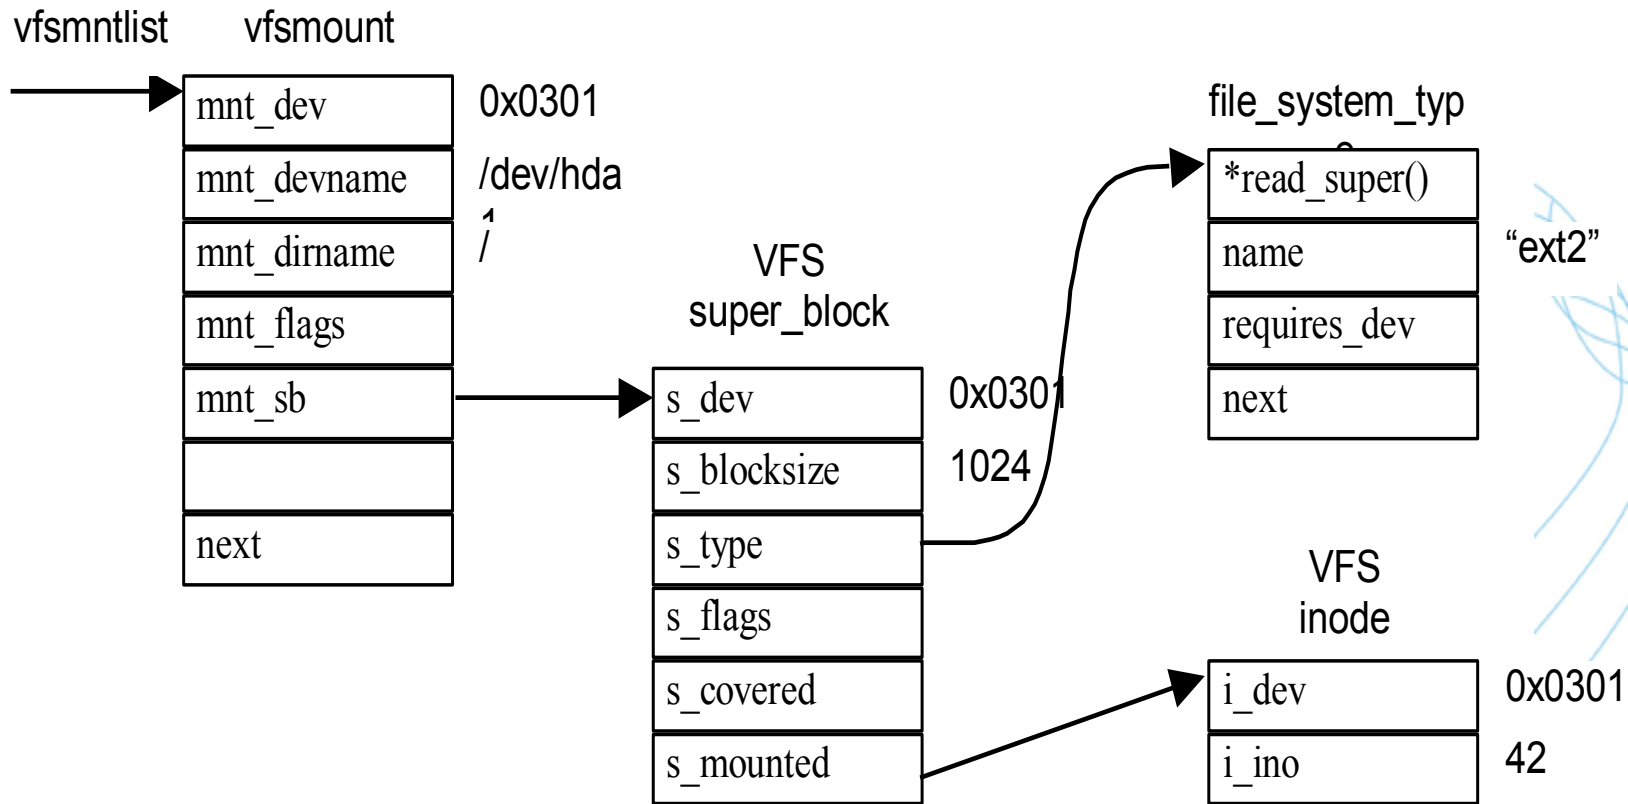 vfsmntlist
vfsmount
mnt_dev
0x0301
mnt_devname
/dev/hda
mnt_dirname
/
mnt_flags
mnt_sb
next
VFS
super_block
s_dev
0x0301
s_blocksize
1024
s_type
s_flags
s_covered
s_mounted
file_system_typ
*read_super()
name
“ext2”
requires_dev
next
VFS
inode
i_dev
0x0301
i_ino
42